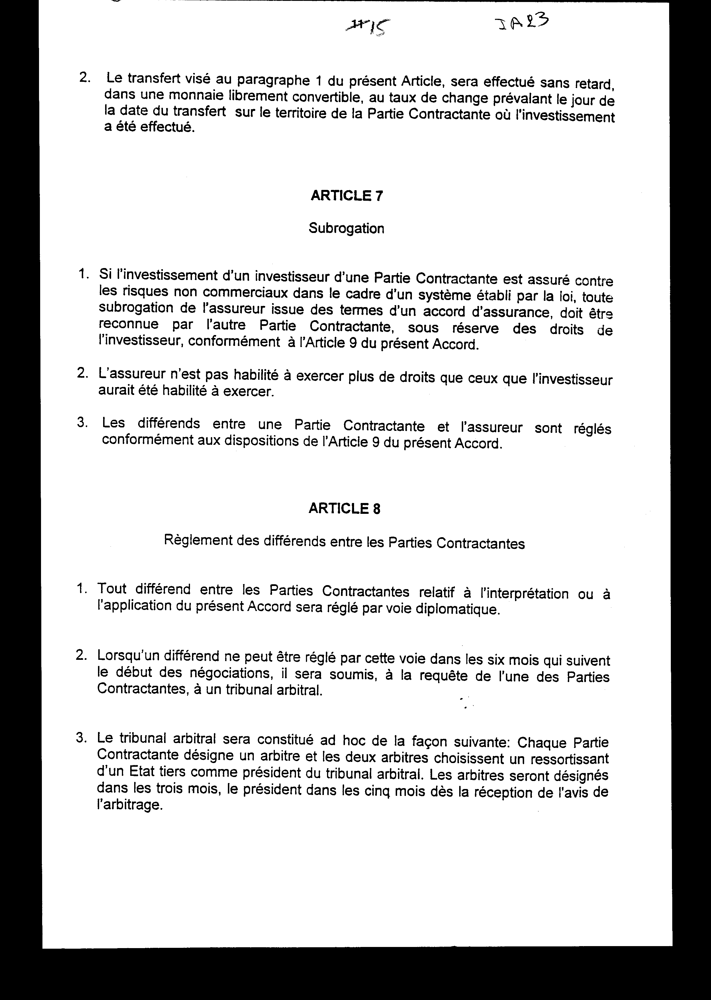 15
IA23
2. Le transfert visé au paragraphe 1 du présent Article, sera effectué sans retard,
dans une monnaie librement convertible, au taux de change prévalant le jour de
la date du transfert sur le territoire de la Partie Contractante où l'investissement
a été effectué.
ARTICLE 7
Subrogation
1. Si l'investissement d'un investisseur d'une Partie Contractante est assuré contre
les risques non commerciaux dans le cadre d'un système établi par la loi, toute
subrogation de l'assureur issue des termes d'un accord d'assurance, doit être
reconnue par l'autre Partie Contractante, sous réserve des droits de
l'investisseur, conformément à l'Article 9 du présent Accord.
2. L'assureur n'est pas habilité à exercer plus de droits que ceux que l'investisseur
aurait été habilité à exercer.
3. Les différends entre une Partie Contractante et l'assureur sont réglés
conformément aux dispositions de l'Article 9 du présent Accord.
ARTICLE 8
Règlement des différends entre les Parties Contractantes
1. Tout différend entre les Parties Contractantes relatif à l'interprétation ou à
l'application du présent Accord sera réglé par voie diplomatique.
2. Lorsqu'un différend ne peut être réglé par cette voie dans les six mois qui suivent
le début des négociations, il sera soumis, à la requête de l'une des Parties
Contractantes, à un tribunal arbitral.
3. Le tribunal arbitral sera constitué ad hoc de la façon suivante: Chaque Partie
Contractante désigne un arbitre et les deux arbitres choisissent un ressortissant
d'un Etat tiers comme président du tribunal arbitral. Les arbitres seront désignés
dans les trois mois, le président dans les cinq mois dès la réception de l'avis de
l'arbitrage.